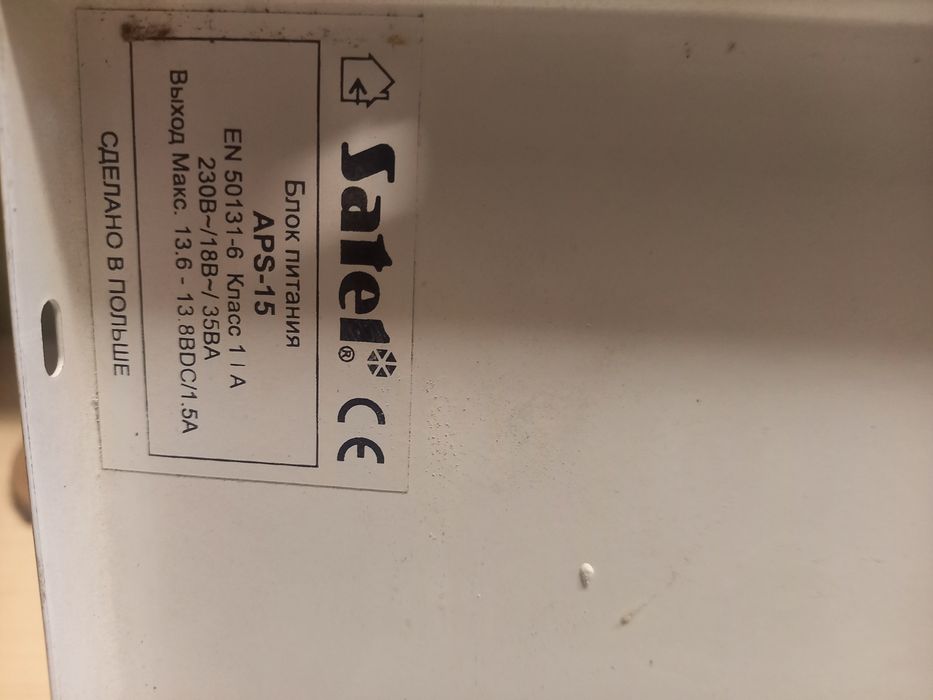 Satel®
CE
Блок питания
APS-15
EN 50131-6 Класс 1 I A
230В~/18В~/ 35ВА
Выход Макс. 13.6 - 13.8ВDC/1.5А
СДЕЛАНО В ПОЛЬШЕ